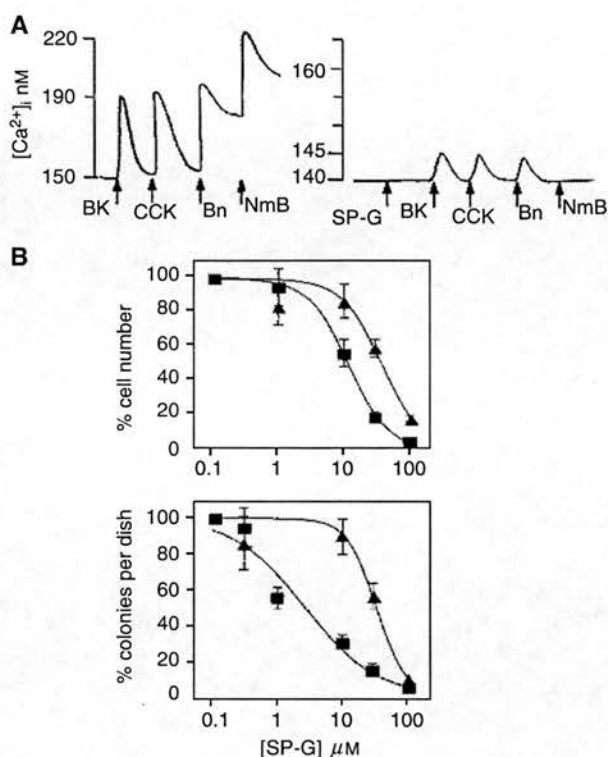 A
[Ca²⁺]ᵢ nM
220
190
150
BK
CCK
Bn
NmB
160
145
140
SP-G
BK
CCK
Bn
NmB
B
% cell number
100
80
60
40
20
0
0.1
1
10
100
% colonies per dish
100
80
60
40
20
0
0.1
1
10
100
[SP-G] μM